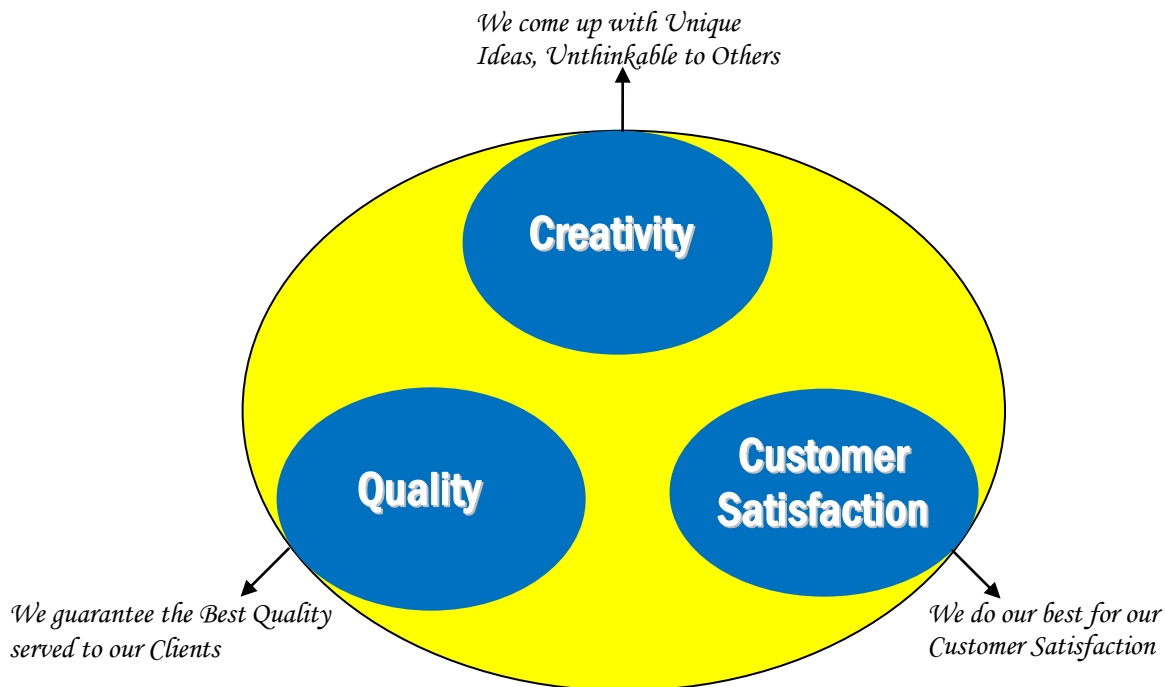 We come up with Unique
Ideas, Unthinkable to Others
Creativity
Quality
Customer
Satisfaction
We guarantee the Best Quality
served to our Clients
We do our best for our
Customer Satisfaction